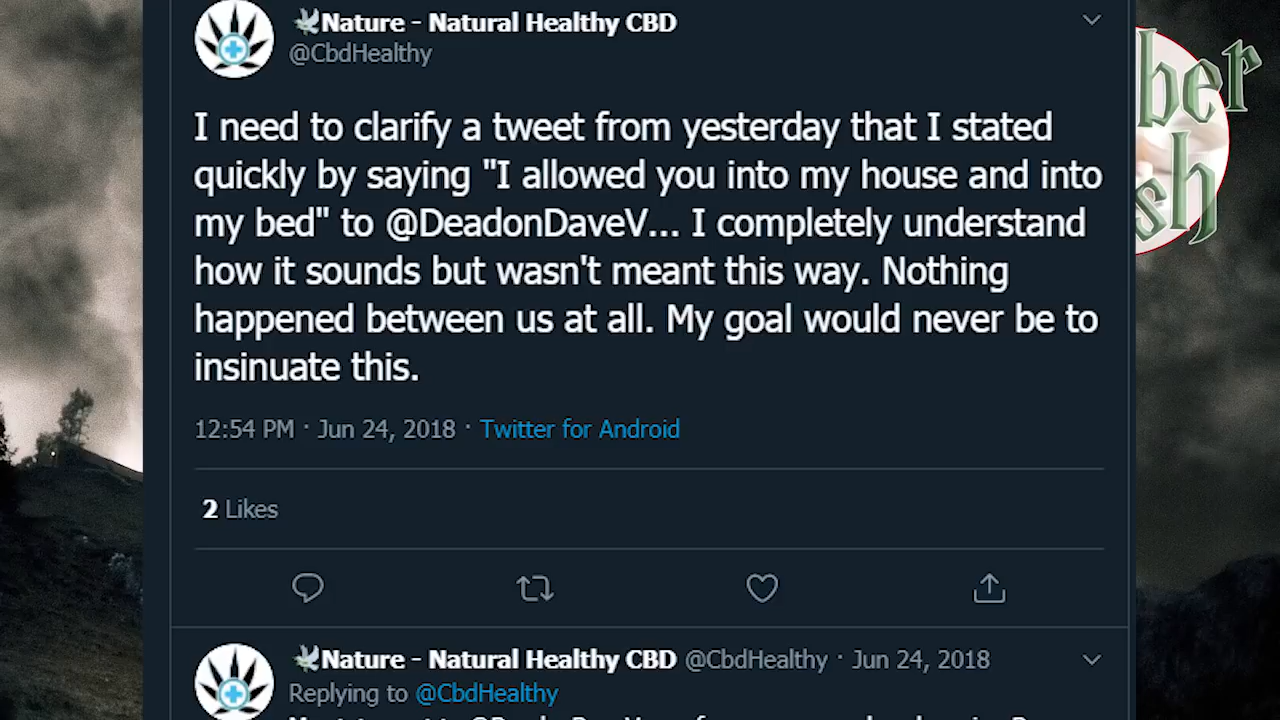 Nature - Natural Healthy CBD
@CbdHealthy
I need to clarify a tweet from yesterday that I stated
quickly by saying "I allowed you into my house and into
my bed" to @DeadonDaveV... I completely understand
how it sounds but wasn't meant this way. Nothing
happened between us at all. My goal would never be to
insinuate this.
12:54 PM · Jun 24, 2018 · Twitter for Android
2 Likes
Nature - Natural Healthy CBD @CbdHealthy · Jun 24, 2018
Replying to @CbdHealthy
ber
sh